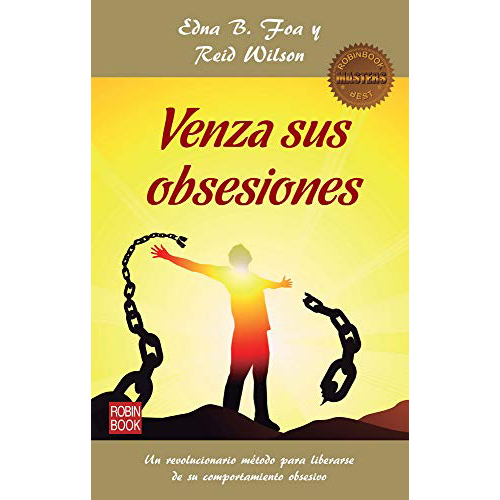 Edna B. Foa y
Reid Wilson
ROBINBOOK
MASTERS
BEST
Venza sus
obsesiones
ROBIN
BOOK
Un revolucionario método para liberarse
de su comportamiento obsesivo